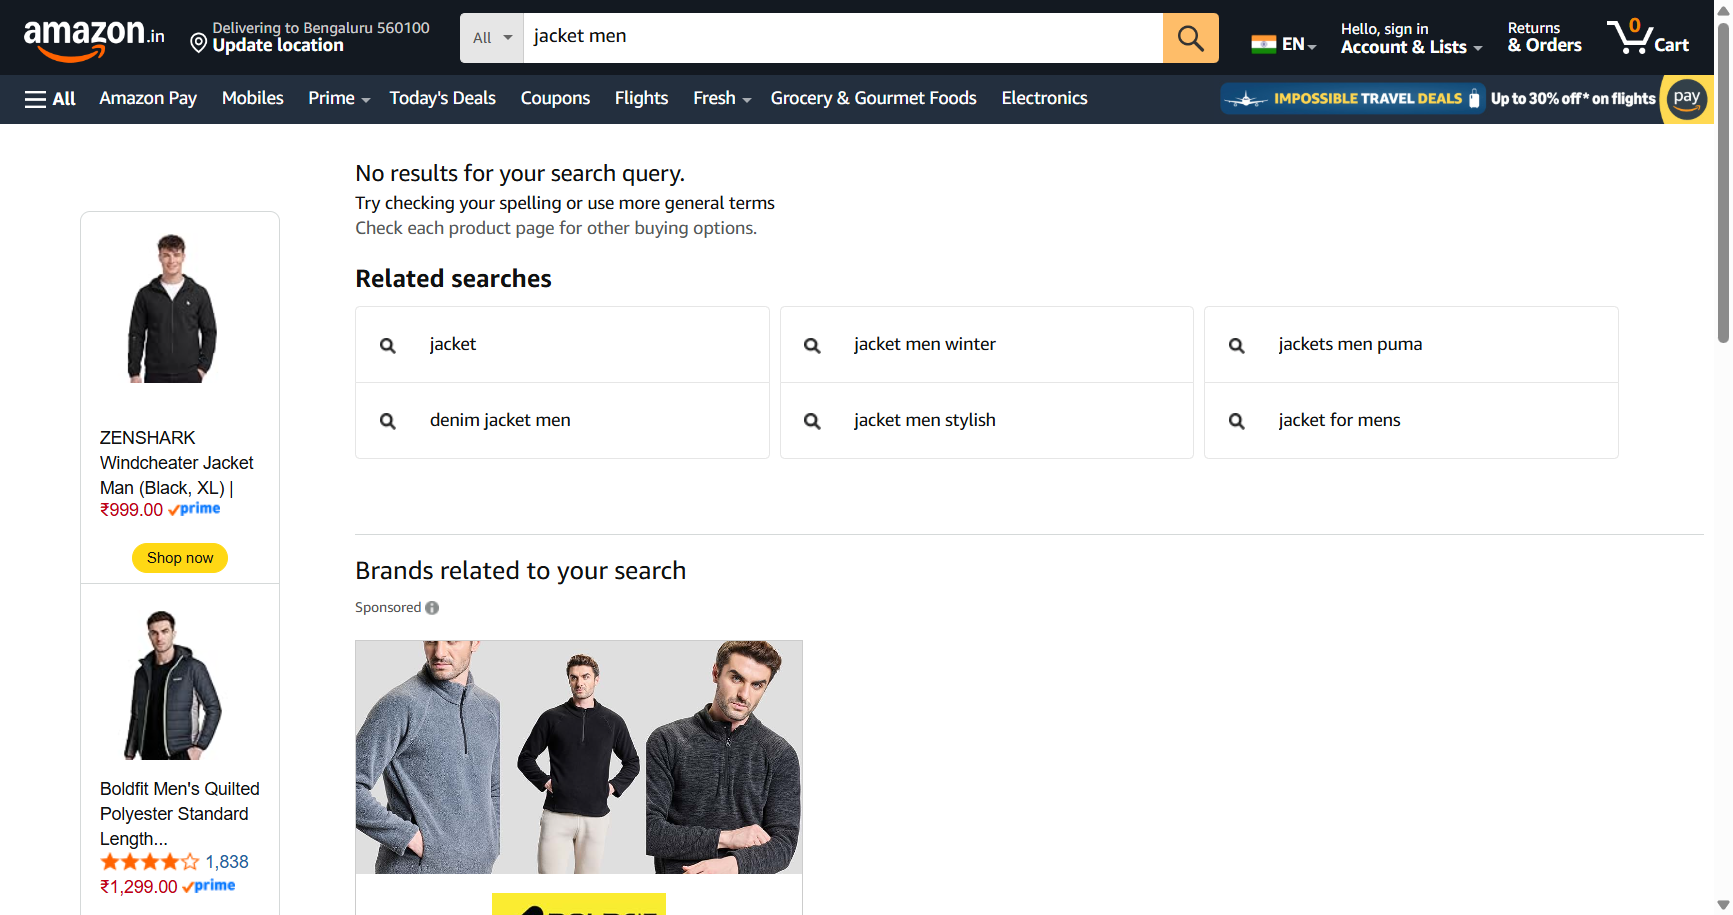 amazon.in
Delivering to Bengaluru 560100
Update location
All
jacket men
EN
Hello, sign in
Account & Lists
Returns
& Orders
0
Cart
All
Amazon Pay
Mobiles
Prime
Today's Deals
Coupons
Flights
Fresh
Grocery & Gourmet Foods
Electronics
IMPOSSIBLE TRAVEL DEALS
Up to 30% off* on flights
pay
No results for your search query.
Try checking your spelling or use more general terms
Check each product page for other buying options.
Related searches
jacket
jacket men winter
jackets men puma
denim jacket men
jacket men stylish
jacket for mens
ZENSHARK
Windcheater Jacket
Man (Black, XL) |
₹999.00 prime
Shop now
Boldfit Men's Quilted
Polyester Standard
Length...
1,838
₹1,299.00 prime
Brands related to your search
Sponsored